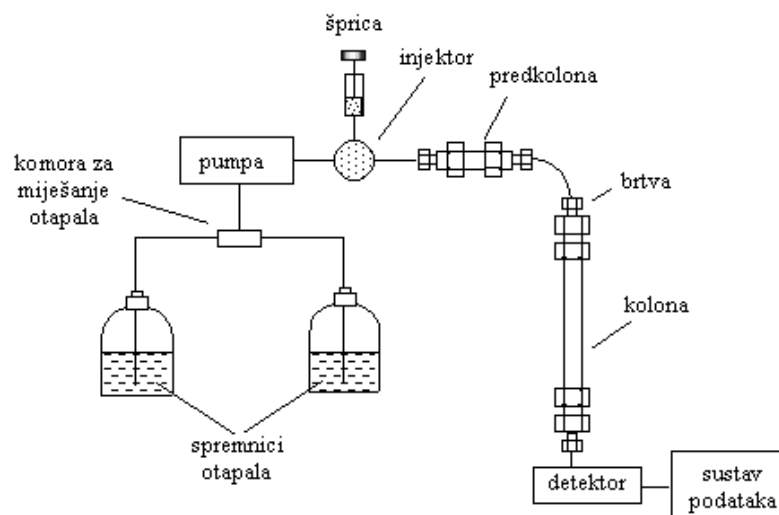 šprica
injektor
predkolona
pumpa
komora za
miješanje
otapala
brtva
kolona
spremnici
otapala
detektor
sustav
podataka